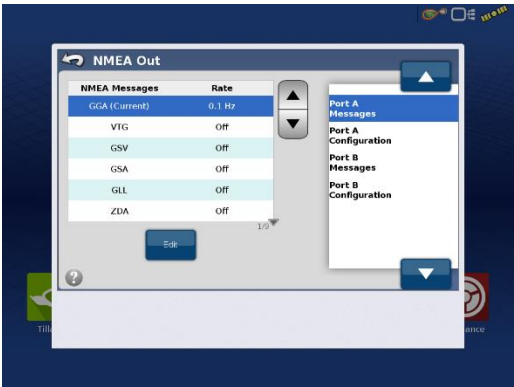 NMEA Out
NMEA Messages Rate
GGA (Current) 0.1 Hz
VTG Off
GSV Off
GSA Off
GLL Off
ZDA Off
1/9
Edit
Port A
Messages
Port A
Configuration
Port B
Messages
Port B
Configuration
?
Till
ance